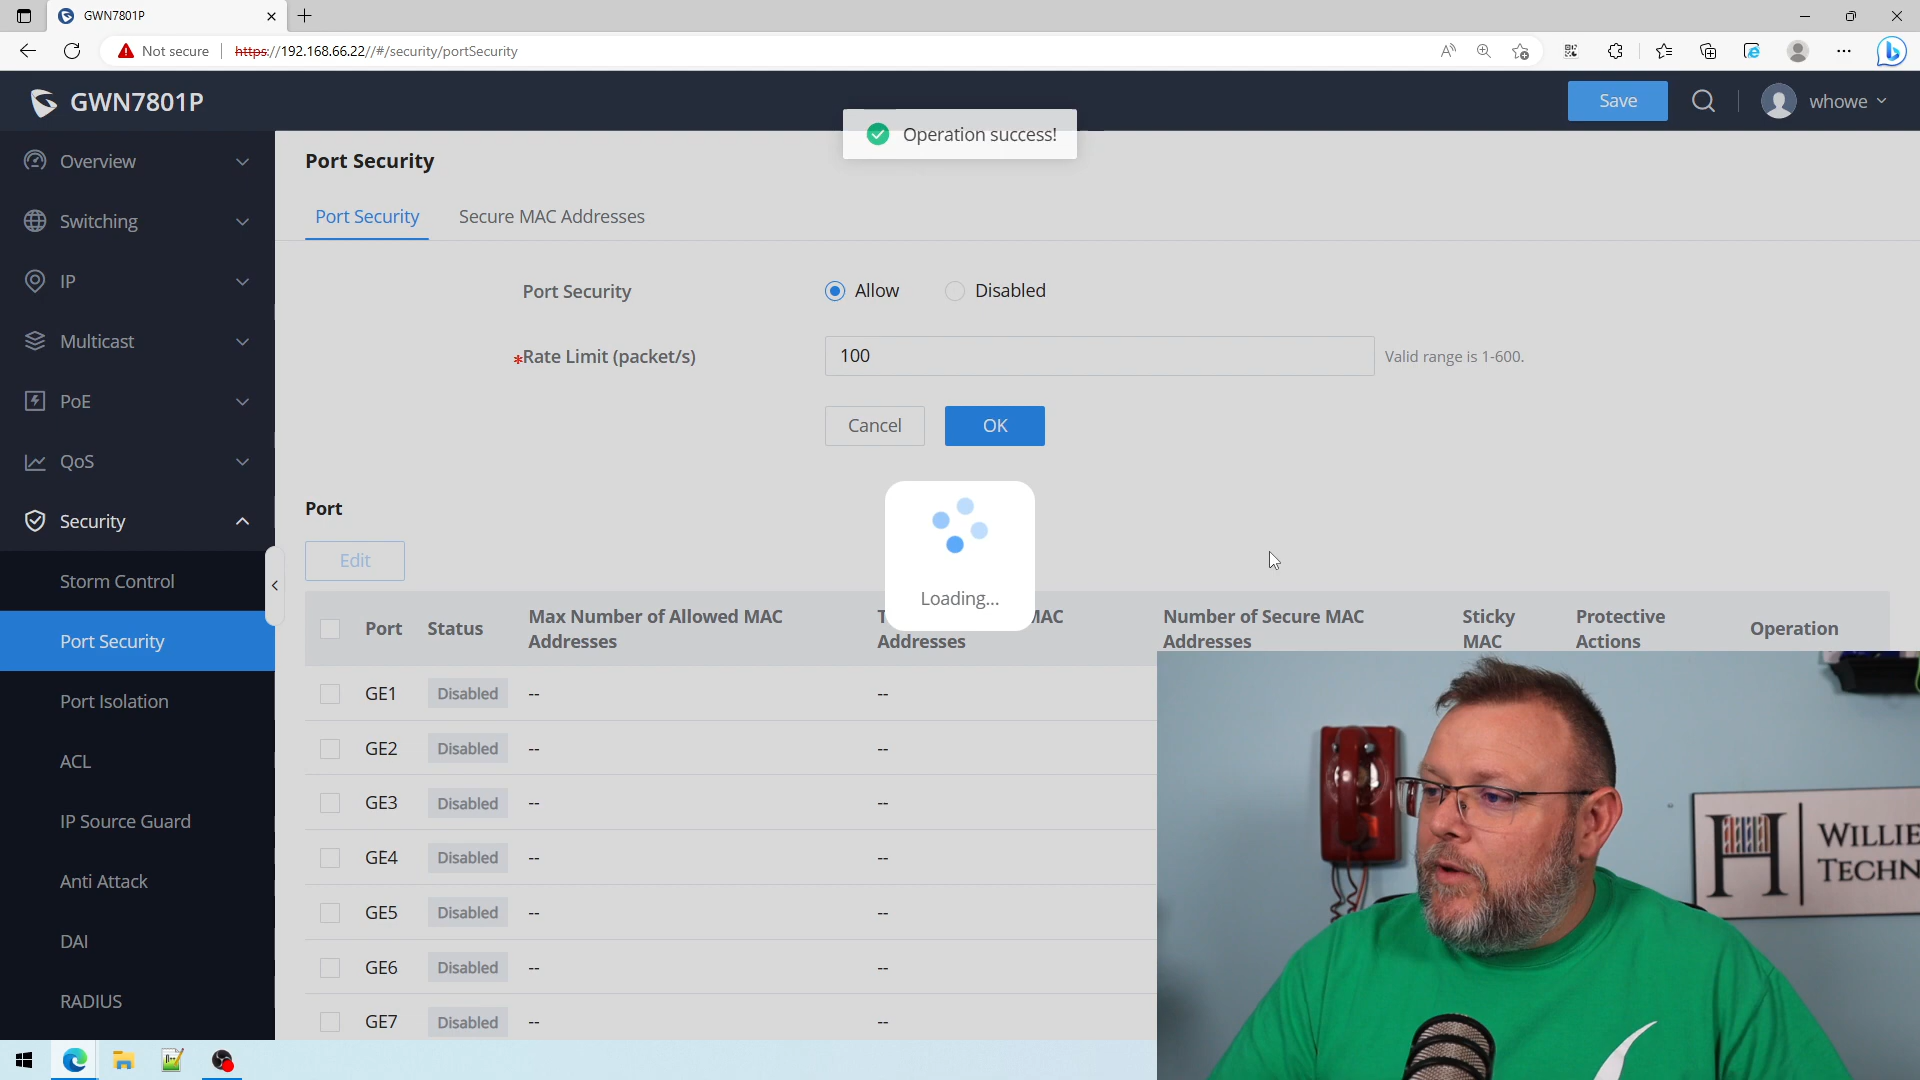 GWN7801P
Not secure
https://192.168.66.22//#/security/portSecurity
GWN7801P
Save
whowe
Operation success!
Overview
Switching
IP
Multicast
PoE
QoS
Security
Storm Control
Port Security
Port Isolation
ACL
IP Source Guard
Anti Attack
DAI
RADIUS
Port Security
Port Security Secure MAC Addresses
Port Security Allow Disabled
*Rate Limit (packet/s) 100 Valid range is 1-600.
Cancel OK
Port
Edit
Loading...
Port Status Max Number of Allowed MAC Addresses MAC Addresses Number of Secure MAC Addresses Sticky MAC Protective Actions Operation
GE1 Disabled -- --
GE2 Disabled -- --
GE3 Disabled -- --
GE4 Disabled -- --
GE5 Disabled -- --
GE6 Disabled -- --
GE7 Disabled -- --
H
WILLIE
TECHN